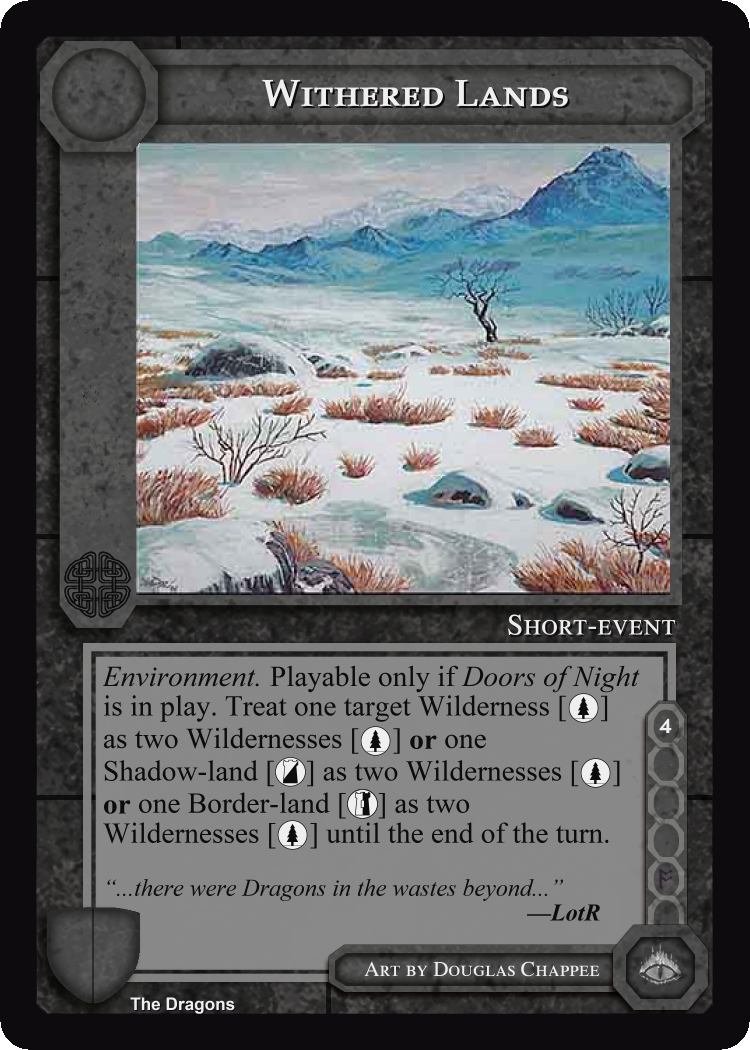 Withered Lands
Short-event
Environment. Playable only if Doors of Night
is in play. Treat one target Wilderness [ ]
as two Wildernesses [ ] or one
Shadow-land [ ] as two Wildernesses [ ]
or one Border-land [ ] as two
Wildernesses [ ] until the end of the turn.
4
“...there were Dragons in the wastes beyond...”
—LotR
Art by Douglas Chappee
The Dragons